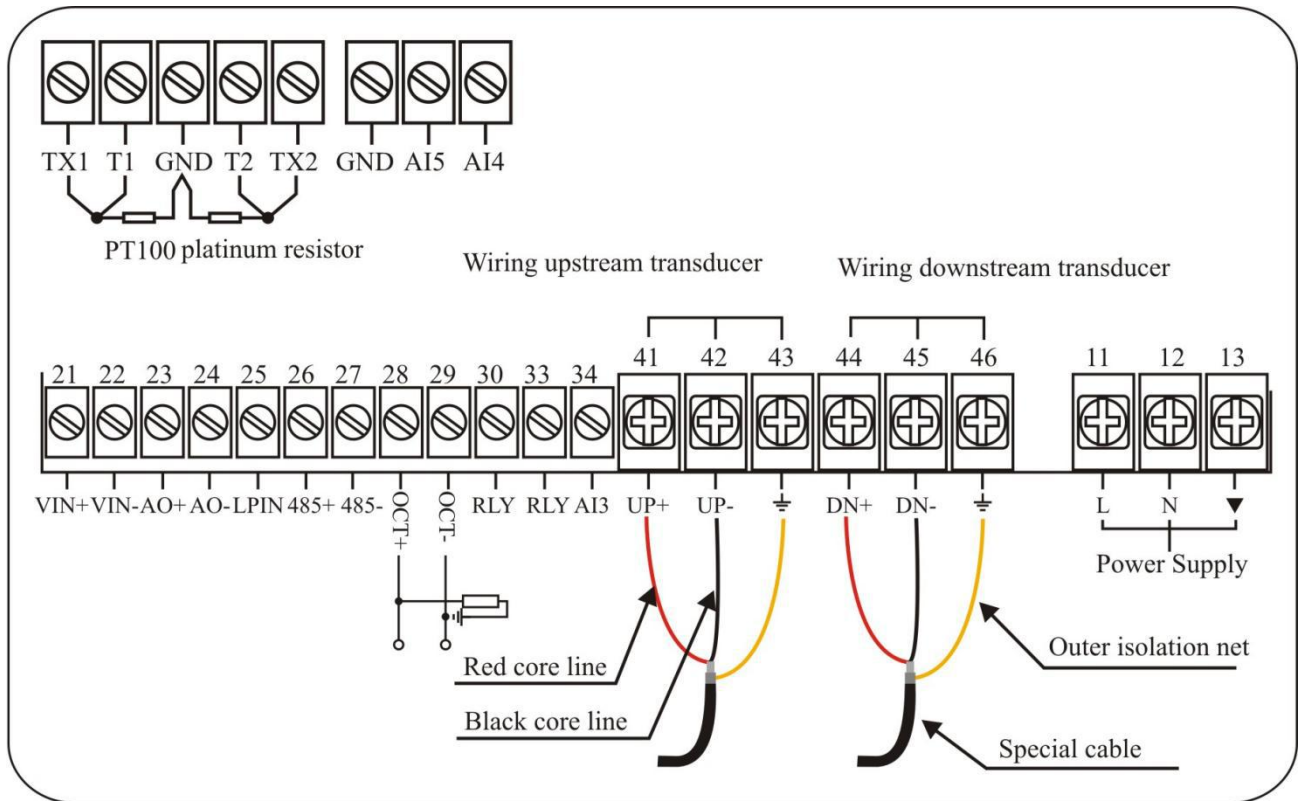 TX1 T1 GND T2 TX2 GND AI5 AI4
PT100 platinum resistor
Wiring upstream transducer
Wiring downstream transducer
21 22 23 24 25 26 27 28 29 30 33 34 41 42 43 44 45 46 11 12 13
VIN+ VIN- AO+ AO- LPIN 485+ 485- OCT+ OCT- RLY RLY AI3 UP+ UP- DN+ DN- L N
Power Supply
Red core line
Black core line
Outer isolation net
Special cable